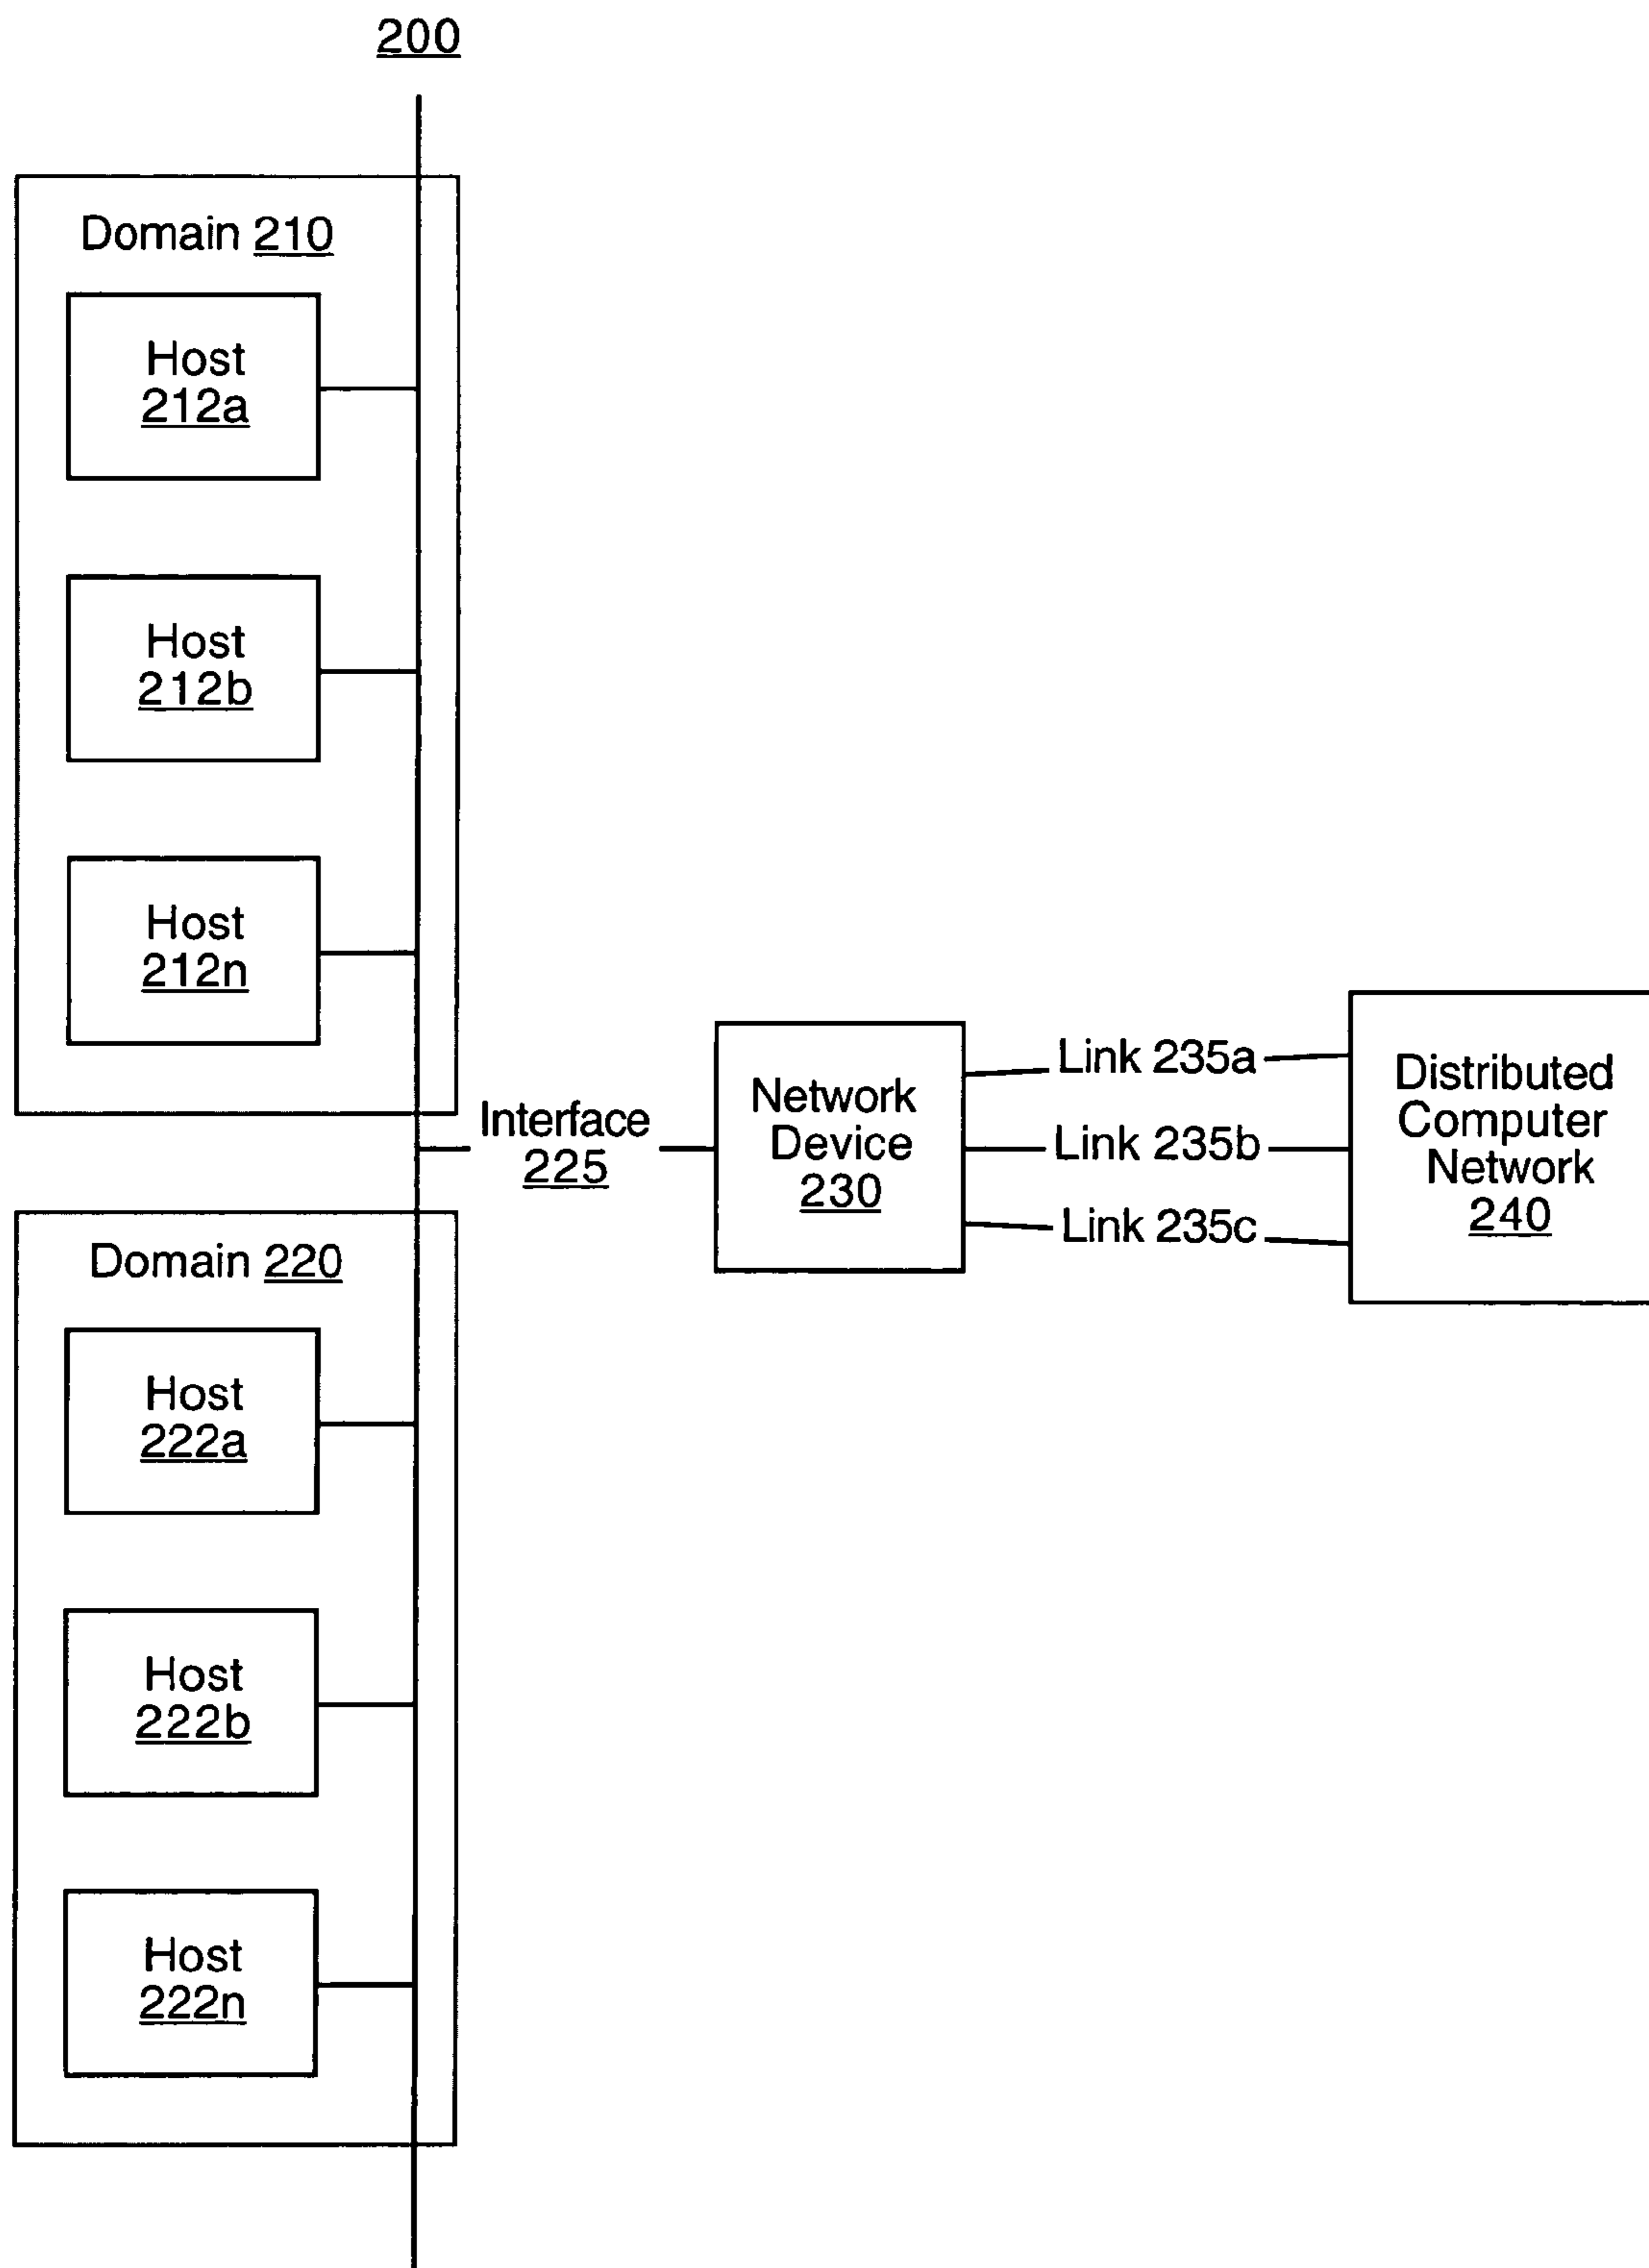 200
Domain 210
Host
212a
Host
212b
Host
212n
Interface
225
Network
Device
230
Link 235a
Link 235b
Link 235c
Distributed
Computer
Network
240
Domain 220
Host
222a
Host
222b
Host
222n